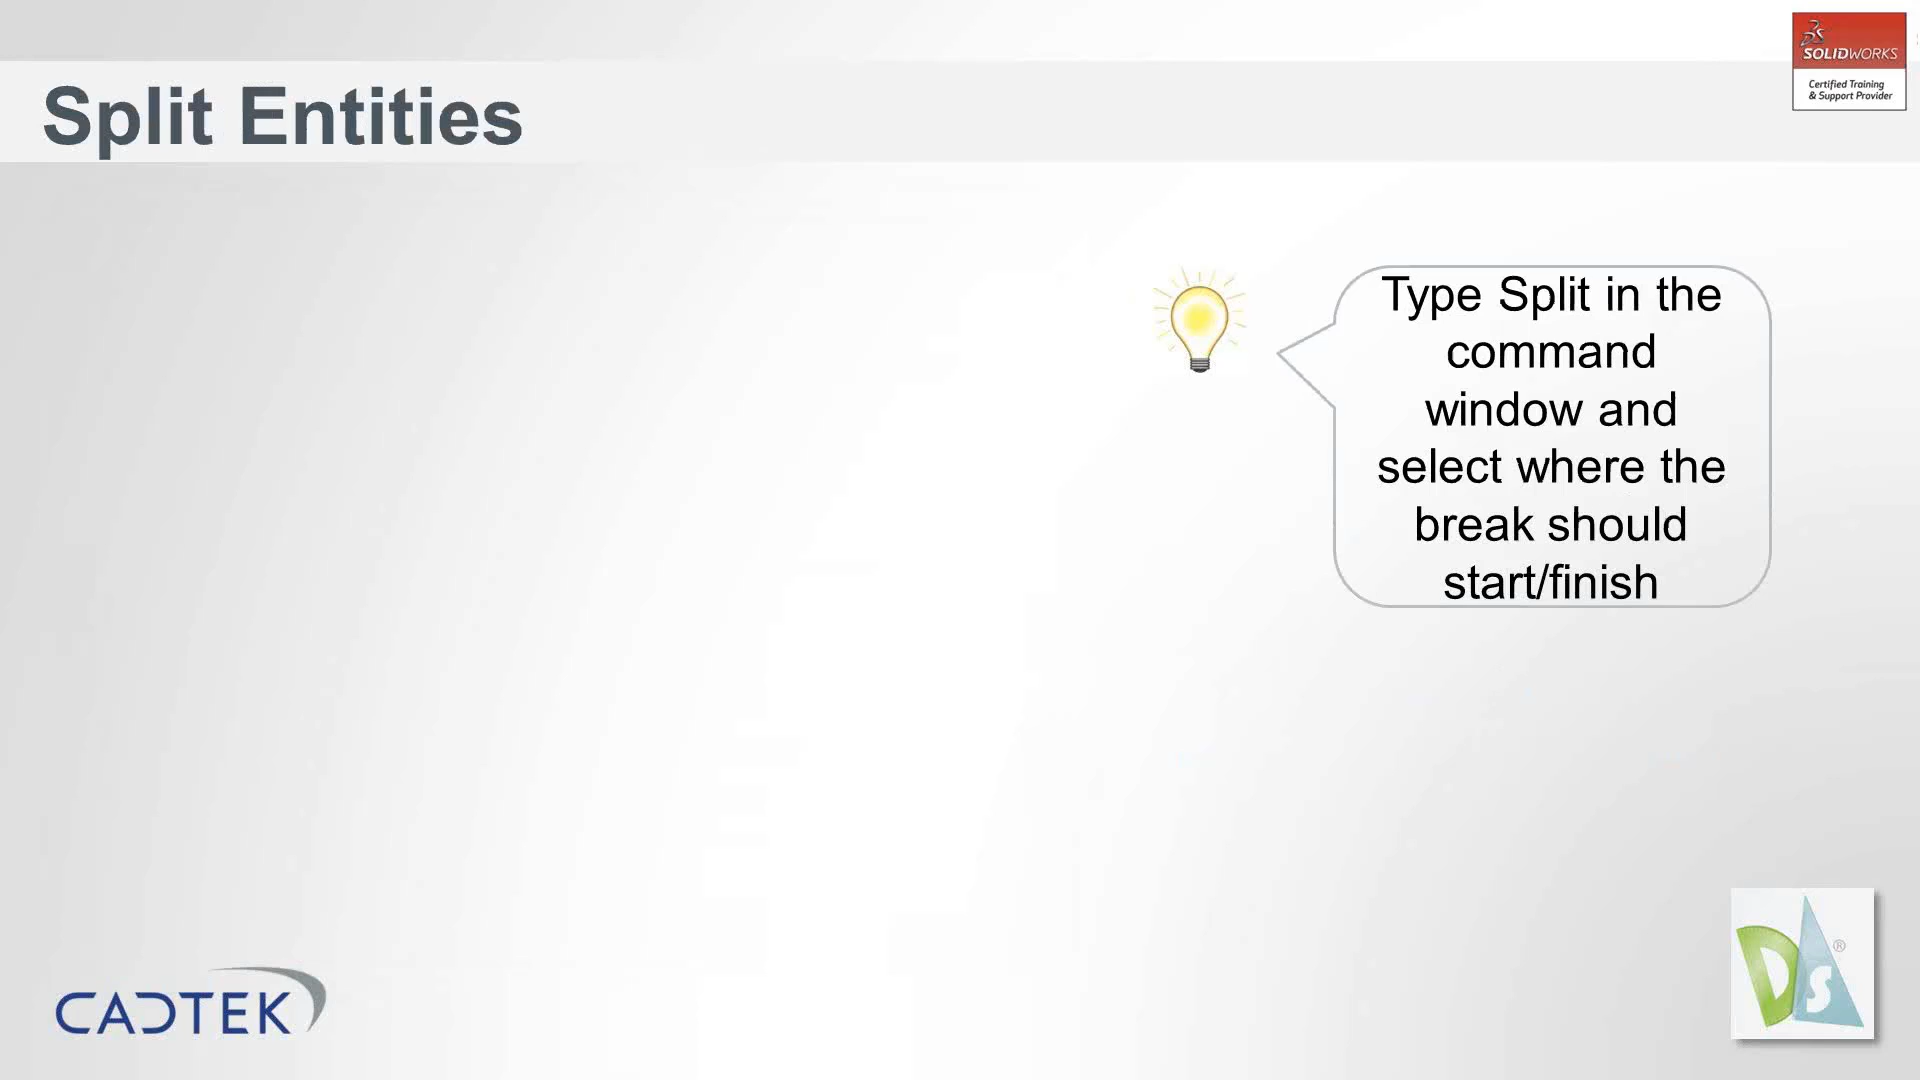 SOLIDWORKS
Certified Training
& Support Provider
Split Entities
Type Split in the
command
window and
select where the
break should
start/finish
CADTEK
DS®